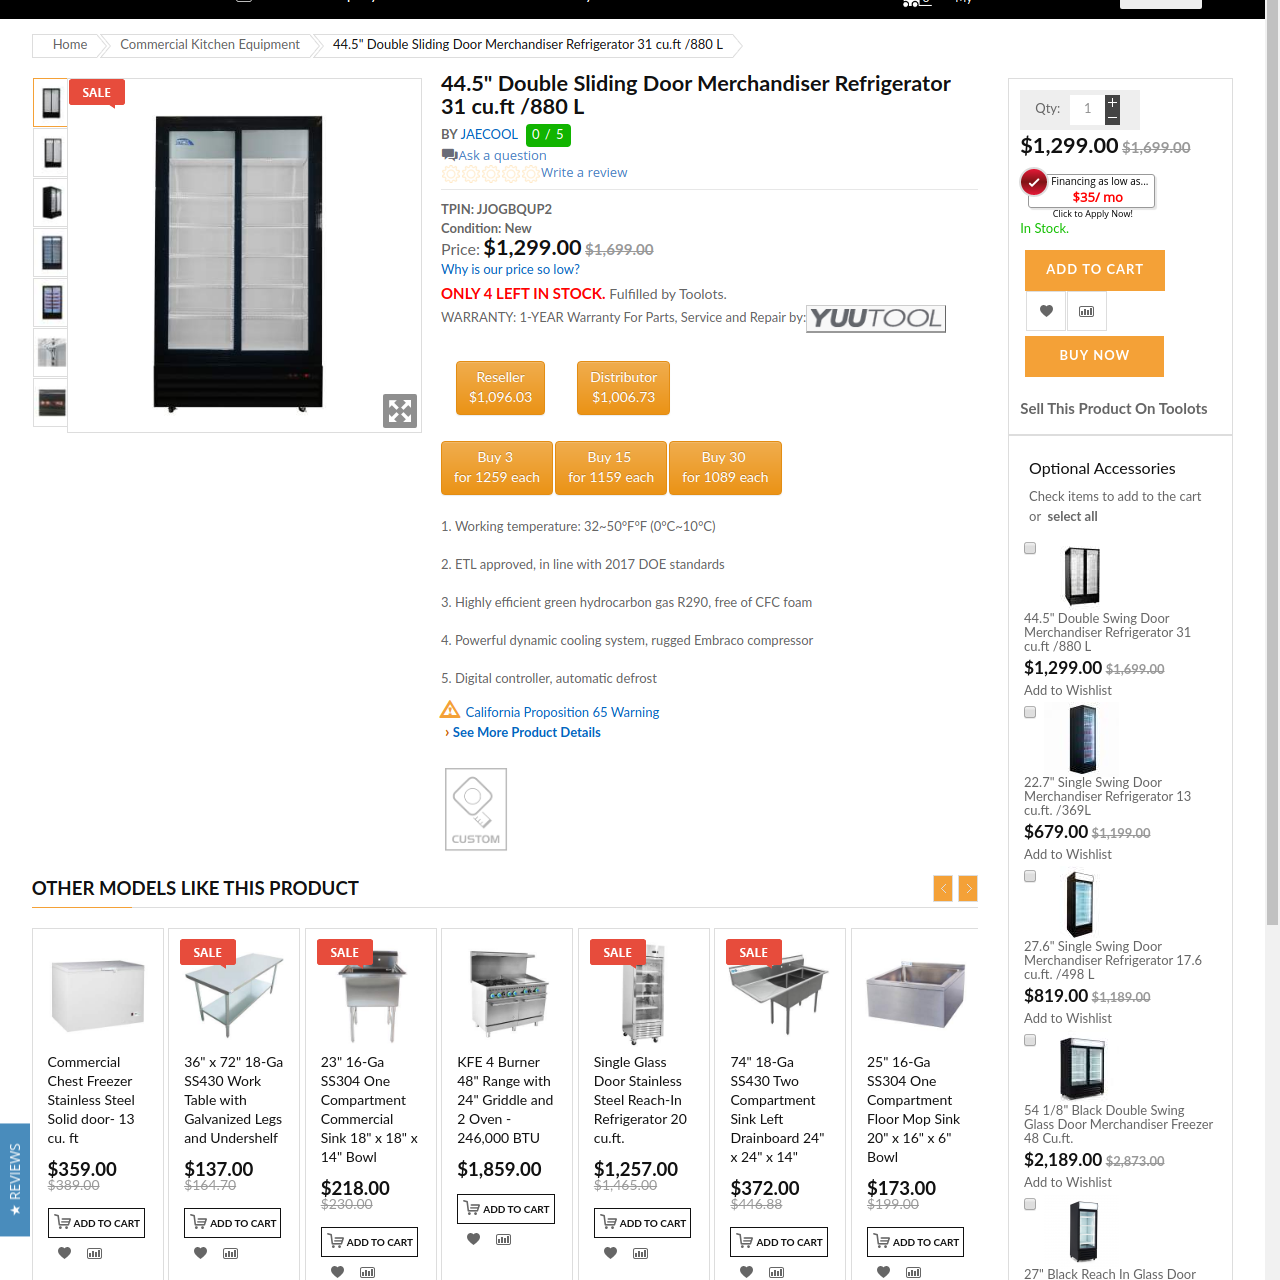 Home
Commercial Kitchen Equipment
44.5" Double Sliding Door Merchandiser Refrigerator 31 cu.ft /880 L
SALE
44.5" Double Sliding Door Merchandiser Refrigerator
31 cu.ft /880 L
BY JAECOOL 0 / 5
Ask a question
Write a review
TPIN: JJOGBQUP2
Condition: New
Price: $1,299.00 $1,699.00
Why is our price so low?
ONLY 4 LEFT IN STOCK. Fulfilled by Toolots.
WARRANTY: 1-YEAR Warranty For Parts, Service and Repair by: YUUTOOL
Reseller
$1,096.03
Distributor
$1,006.73
Buy 3
for 1259 each
Buy 15
for 1159 each
Buy 30
for 1089 each
1. Working temperature: 32~50°F°F (0°C~10°C)
2. ETL approved, in line with 2017 DOE standards
3. Highly efficient green hydrocarbon gas R290, free of CFC foam
4. Powerful dynamic cooling system, rugged Embraco compressor
5. Digital controller, automatic defrost
California Proposition 65 Warning
› See More Product Details
CUSTOM
Qty: 1 + −
$1,299.00 $1,699.00
Financing as low as...
$35/ mo
Click to Apply Now!
In Stock.
ADD TO CART
BUY NOW
Sell This Product On Toolots
Optional Accessories
Check items to add to the cart
or select all
44.5" Double Swing Door
Merchandiser Refrigerator 31
cu.ft /880 L
$1,299.00 $1,699.00
Add to Wishlist
22.7" Single Swing Door
Merchandiser Refrigerator 13
cu.ft. /369L
$679.00 $1,199.00
Add to Wishlist
27.6" Single Swing Door
Merchandiser Refrigerator 17.6
cu.ft. /498 L
$819.00 $1,189.00
Add to Wishlist
54 1/8" Black Double Swing
Glass Door Merchandiser Freezer
48 Cu.ft.
$2,189.00 $2,873.00
Add to Wishlist
27" Black Reach In Glass Door
OTHER MODELS LIKE THIS PRODUCT
Commercial
Chest Freezer
Stainless Steel
Solid door- 13
cu. ft
$359.00
$389.00
ADD TO CART
SALE
36" x 72" 18-Ga
SS430 Work
Table with
Galvanized Legs
and Undershelf
$137.00
$164.70
ADD TO CART
SALE
23" 16-Ga
SS304 One
Compartment
Commercial
Sink 18" x 18" x
14" Bowl
$218.00
$230.00
ADD TO CART
KFE 4 Burner
48" Range with
24" Griddle and
2 Oven -
246,000 BTU
$1,859.00
ADD TO CART
SALE
Single Glass
Door Stainless
Steel Reach-In
Refrigerator 20
cu.ft.
$1,257.00
$1,465.00
ADD TO CART
SALE
74" 18-Ga
SS430 Two
Compartment
Sink Left
Drainboard 24"
x 24" x 14"
$372.00
$446.88
ADD TO CART
25" 16-Ga
SS304 One
Compartment
Floor Mop Sink
20" x 16" x 6"
Bowl
$173.00
$199.00
ADD TO CART
★ REVIEWS